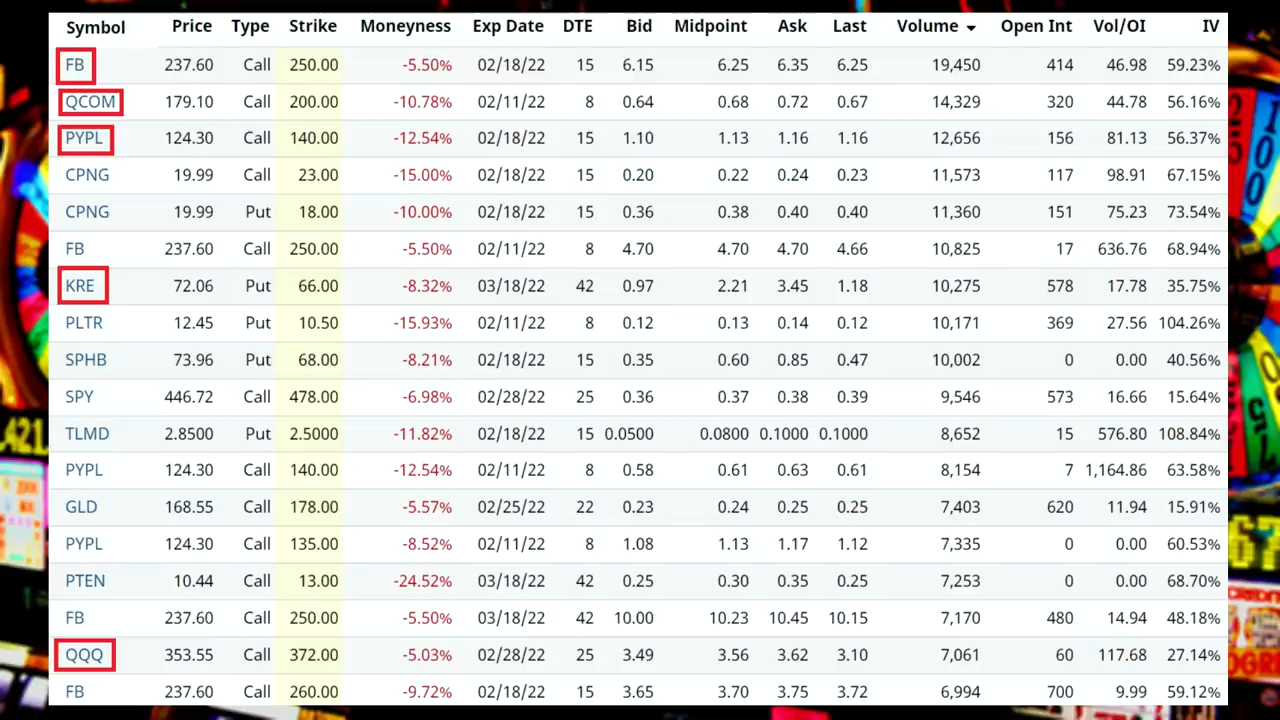 Symbol Price Type Strike Moneyness Exp Date DTE Bid Midpoint Ask Last Volume Open Int Vol/OI IV
FB 237.60 Call 250.00 -5.50% 02/18/22 15 6.15 6.25 6.35 6.25 19,450 414 46.98 59.23%
QCOM 179.10 Call 200.00 -10.78% 02/11/22 8 0.64 0.68 0.72 0.67 14,329 320 44.78 56.16%
PYPL 124.30 Call 140.00 -12.54% 02/18/22 15 1.10 1.13 1.16 1.16 12,656 156 81.13 56.37%
CPNG 19.99 Call 23.00 -15.00% 02/18/22 15 0.20 0.22 0.24 0.23 11,573 117 98.91 67.15%
CPNG 19.99 Put 18.00 -10.00% 02/18/22 15 0.36 0.38 0.40 0.40 11,360 151 75.23 73.54%
FB 237.60 Call 250.00 -5.50% 02/11/22 8 4.70 4.70 4.70 4.66 10,825 17 636.76 68.94%
KRE 72.06 Put 66.00 -8.32% 03/18/22 42 0.97 2.21 3.45 1.18 10,275 578 17.78 35.75%
PLTR 12.45 Put 10.50 -15.93% 02/11/22 8 0.12 0.13 0.14 0.12 10,171 369 27.56 104.26%
SPHB 73.96 Put 68.00 -8.21% 02/18/22 15 0.35 0.60 0.85 0.47 10,002 0 0.00 40.56%
SPY 446.72 Call 478.00 -6.98% 02/28/22 25 0.36 0.37 0.38 0.39 9,546 573 16.66 15.64%
TLMD 2.8500 Put 2.5000 -11.82% 02/18/22 15 0.0500 0.0800 0.1000 0.1000 8,652 15 576.80 108.84%
PYPL 124.30 Call 140.00 -12.54% 02/11/22 8 0.58 0.61 0.63 0.61 8,154 7 1,164.86 63.58%
GLD 168.55 Call 178.00 -5.57% 02/25/22 22 0.23 0.24 0.25 0.25 7,403 620 11.94 15.91%
PYPL 124.30 Call 135.00 -8.52% 02/11/22 8 1.08 1.13 1.17 1.12 7,335 0 0.00 60.53%
PTEN 10.44 Call 13.00 -24.52% 03/18/22 42 0.25 0.30 0.35 0.25 7,253 0 0.00 68.70%
FB 237.60 Call 250.00 -5.50% 03/18/22 42 10.00 10.23 10.45 10.15 7,170 480 14.94 48.18%
QQQ 353.55 Call 372.00 -5.03% 02/28/22 25 3.49 3.56 3.62 3.10 7,061 60 117.68 27.14%
FB 237.60 Call 260.00 -9.72% 02/18/22 15 3.65 3.70 3.75 3.72 6,994 700 9.99 59.12%